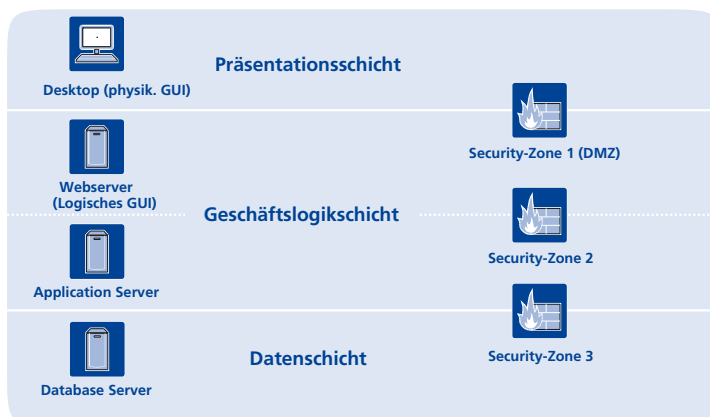 Präsentationsschicht
Desktop (physik. GUI)
Security-Zone 1 (DMZ)
Webserver
(Logisches GUI)
Geschäftslogikschicht
Security-Zone 2
Application Server
Datenschicht
Security-Zone 3
Database Server